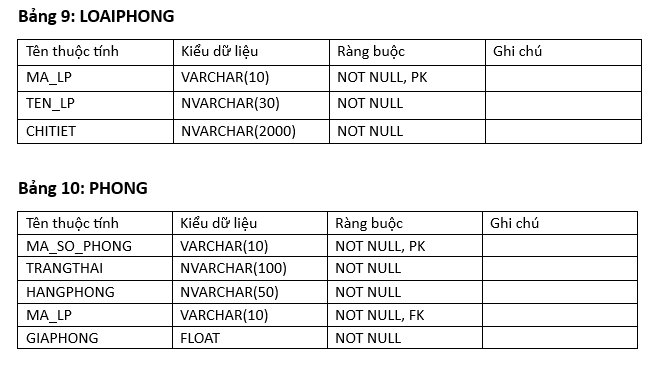 Bảng 9: LOAIPHONG
Tên thuộc tính Kiểu dữ liệu Ràng buộc Ghi chú
MA_LP VARCHAR(10) NOT NULL, PK
TEN_LP NVARCHAR(30) NOT NULL
CHITIET NVARCHAR(2000) NOT NULL
Bảng 10: PHONG
Tên thuộc tính Kiểu dữ liệu Ràng buộc Ghi chú
MA_SO_PHONG VARCHAR(10) NOT NULL, PK
TRANGTHAI NVARCHAR(100) NOT NULL
HANGPHONG NVARCHAR(50) NOT NULL
MA_LP VARCHAR(10) NOT NULL, FK
GIAPHONG FLOAT NOT NULL